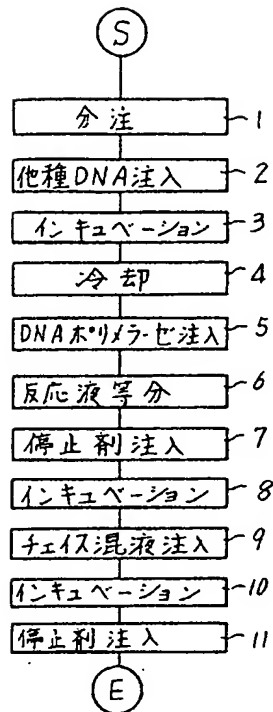 S
分注 1
他種DNA注入 2
インキュベーション 3
冷却 4
DNAポリメラーゼ注入 5
反応液等分 6
停止剤注入 7
インキュベーション 8
チェイス混液注入 9
インキュベーション 10
停止剤注入 11
E